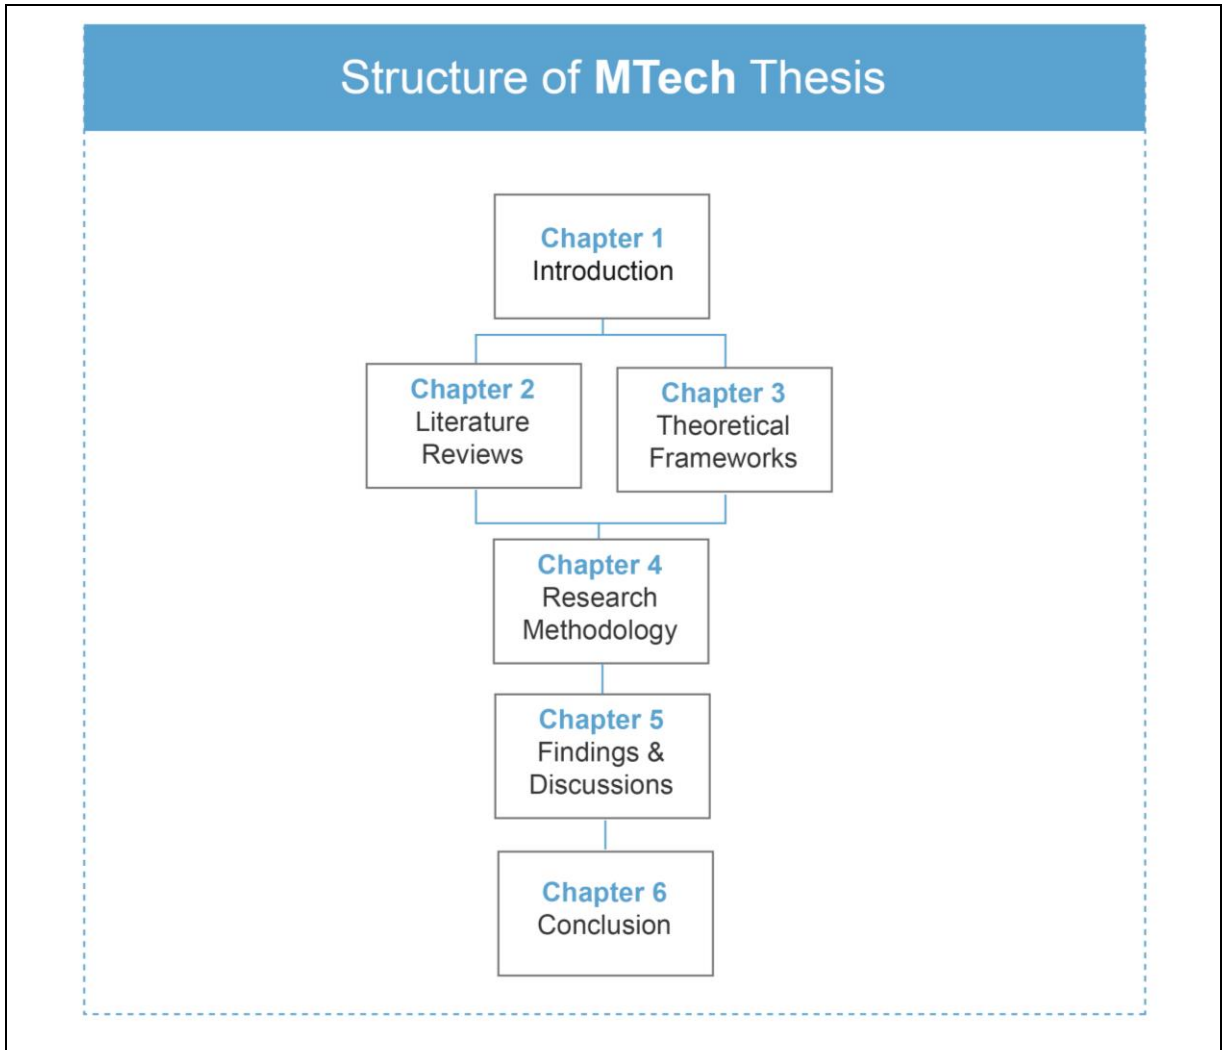 Structure of MTech Thesis
Chapter 1
Introduction
Chapter 2
Literature
Reviews
Chapter 3
Theoretical
Frameworks
Chapter 4
Research
Methodology
Chapter 5
Findings &
Discussions
Chapter 6
Conclusion